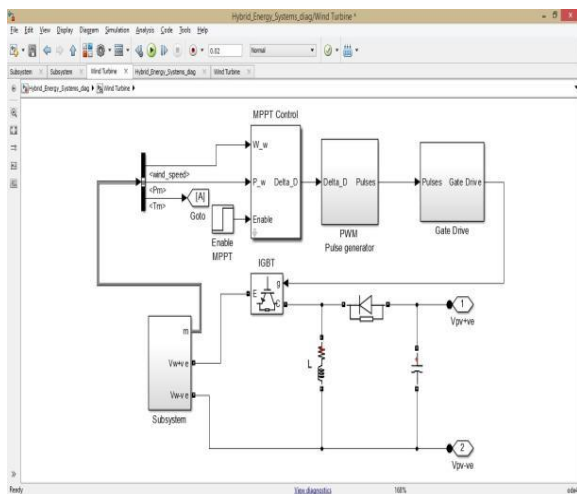 Hybrid_Energy_Systems_diag/Wind Turbine *
File Edit View Display Diagram Simulation Analysis Code Tools Help
0.02 Normal
Subsystem Subsystem Wind Turbine Hybrid_Energy_Systems_diag Wind Turbine
Hybrid_Energy_Systems_diag Wind Turbine
MPPT Control
W_w
<wind_speed>
P_w Delta_D Delta_D Pulses Pulses Gate Drive
<Pm>
[A]
<Tm>
Goto
Enable
Enable
MPPT
PWM
Pulse generator
Gate Drive
IGBT
g
E C
1
Vpv+ve
L
m
Vw+ve
Vw-ve
Subsystem
2
Vpv-ve
Ready View diagnostics 168%